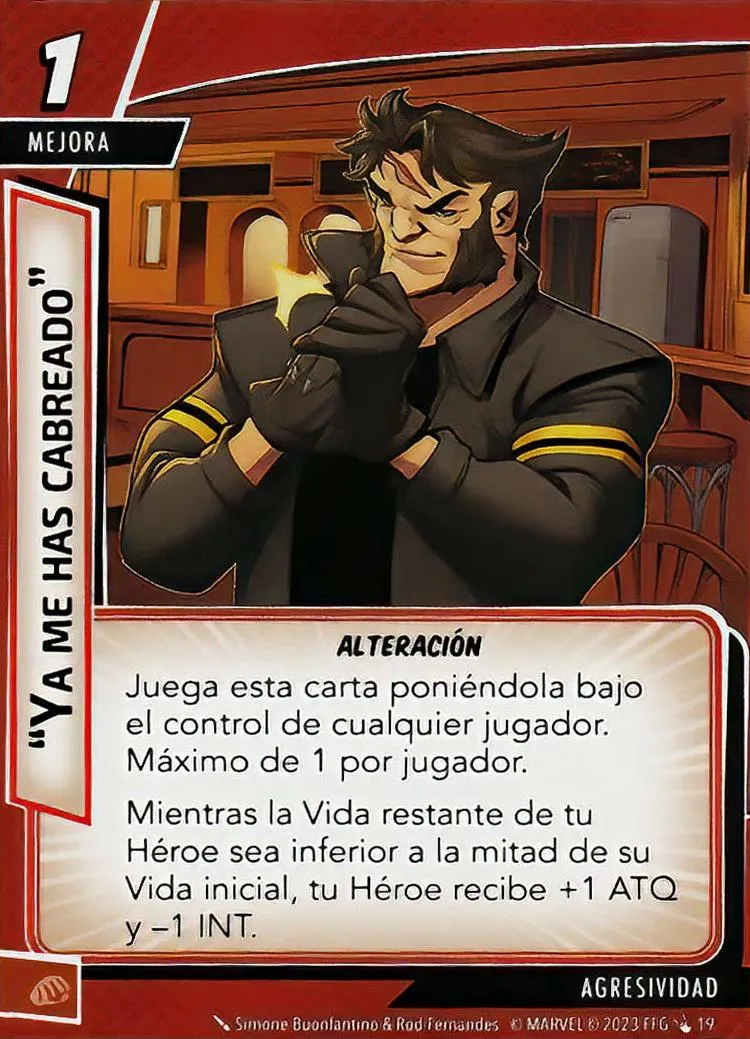 1
MEJORA
“YA ME HAS CABREADO”
ALTERACIÓN
Juega esta carta poniéndola bajo
el control de cualquier jugador.
Máximo de 1 por jugador.
Mientras la Vida restante de tu
Héroe sea inferior a la mitad de su
Vida inicial, tu Héroe recibe +1 ATQ
y –1 INT.
AGRESIVIDAD
Simone Buonfantino & Rod Fernandes © MARVEL © 2023 FFG 19